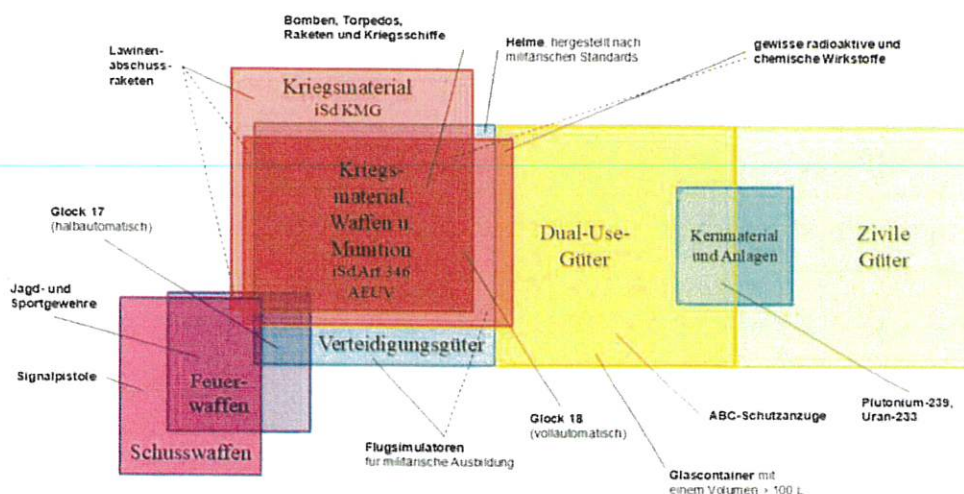 Bomben, Torpedos,
Raketen und Kriegsschiffe
Lawinen-
abschuss-
raketen
Helme, hergestellt nach
militärischen Standards
gewisse radioaktive und
chemische Wirkstoffe
Kriegsmaterial
iSd KMG
Kriegs-
material,
Waffen u.
Munition
iSd Art 346
AEUV
Glock 17
(halbautomatisch)
Dual-Use-
Güter
Kernmaterial
und Anlagen
Zivile
Güter
Jagd- und
Sportgewehre
Verteidigungsgüter
Signalpistole
Feuer-
waffen
Schusswaffen
Flugsimulatoren
für militärische Ausbildung
Glock 18
(vollautomatisch)
ABC-Schutzanzuge
Plutonium-239,
Uran-233
Glascontainer mit
einem Volumen > 100 L